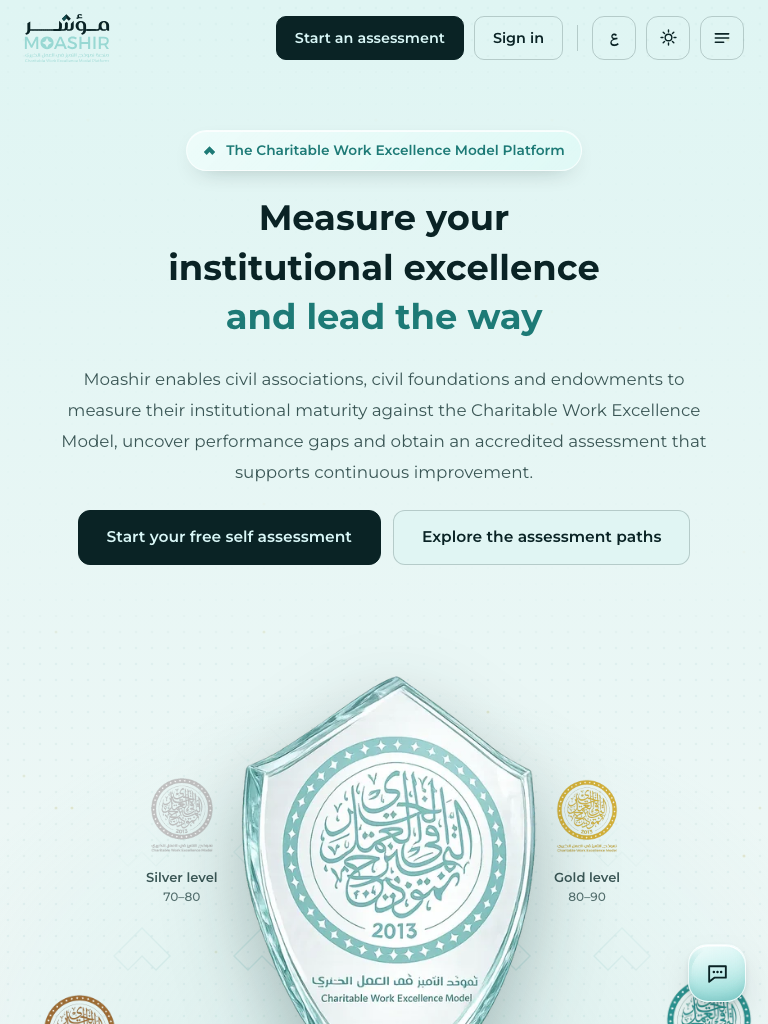 مـؤشـــر
MOASHIR
Start an assessment
Sign in
ع
The Charitable Work Excellence Model Platform
Measure your
institutional excellence
and lead the way
Moashir enables civil associations, civil foundations and endowments to
measure their institutional maturity against the Charitable Work Excellence
Model, uncover performance gaps and obtain an accredited assessment that
supports continuous improvement.
Start your free self assessment
Explore the assessment paths
2013
Charitable Work Excellence Model
2013
Silver level
70–80
2013
Gold level
80–90